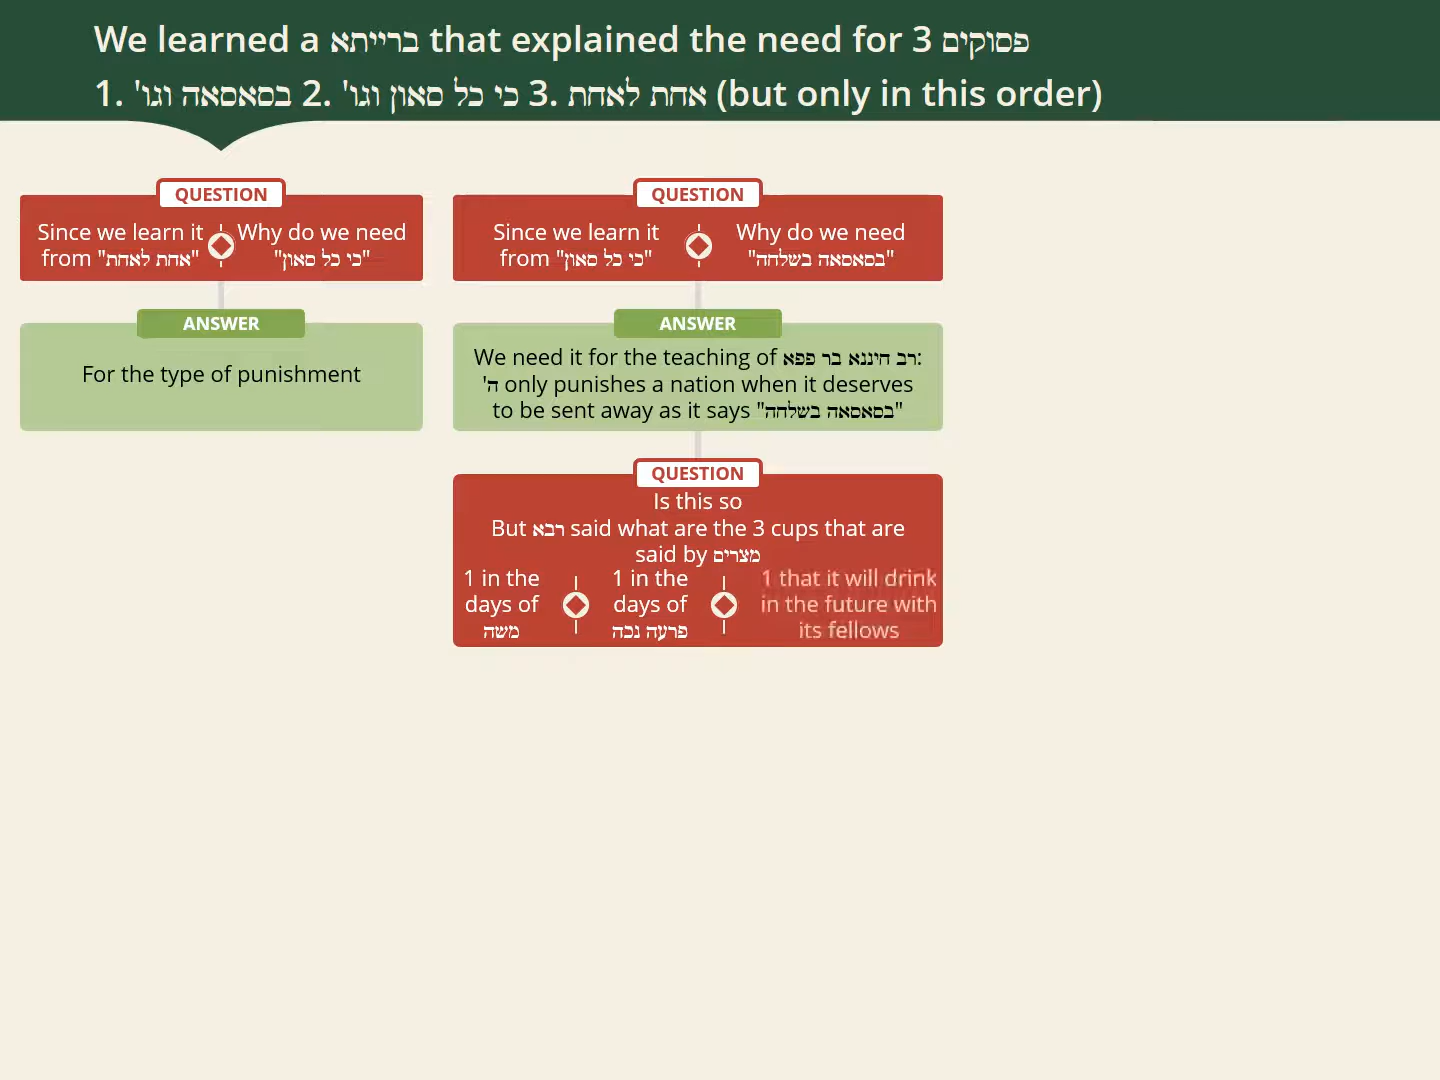 We learned a ברייתא that explained the need for 3 פסוקים
1. בסאסאה וגו' 2. כי כל סאון וגו' 3. אחת לאחת (but only in this order)
QUESTION
Since we learn it
from "אחת לאחת"
Why do we need
"כי כל סאון"
ANSWER
For the type of punishment
QUESTION
Since we learn it
from "כי כל סאון"
Why do we need
"בסאסאה בשלחה"
ANSWER
We need it for the teaching of רב חיננא בר פפא:
ה' only punishes a nation when it deserves
to be sent away as it says "בסאסאה בשלחה"
QUESTION
Is this so
But רבא said what are the 3 cups that are
said by מצרים
1 in the
days of
משה
1 in the
days of
פרעה נכה
1 that it will drink
in the future with
its fellows